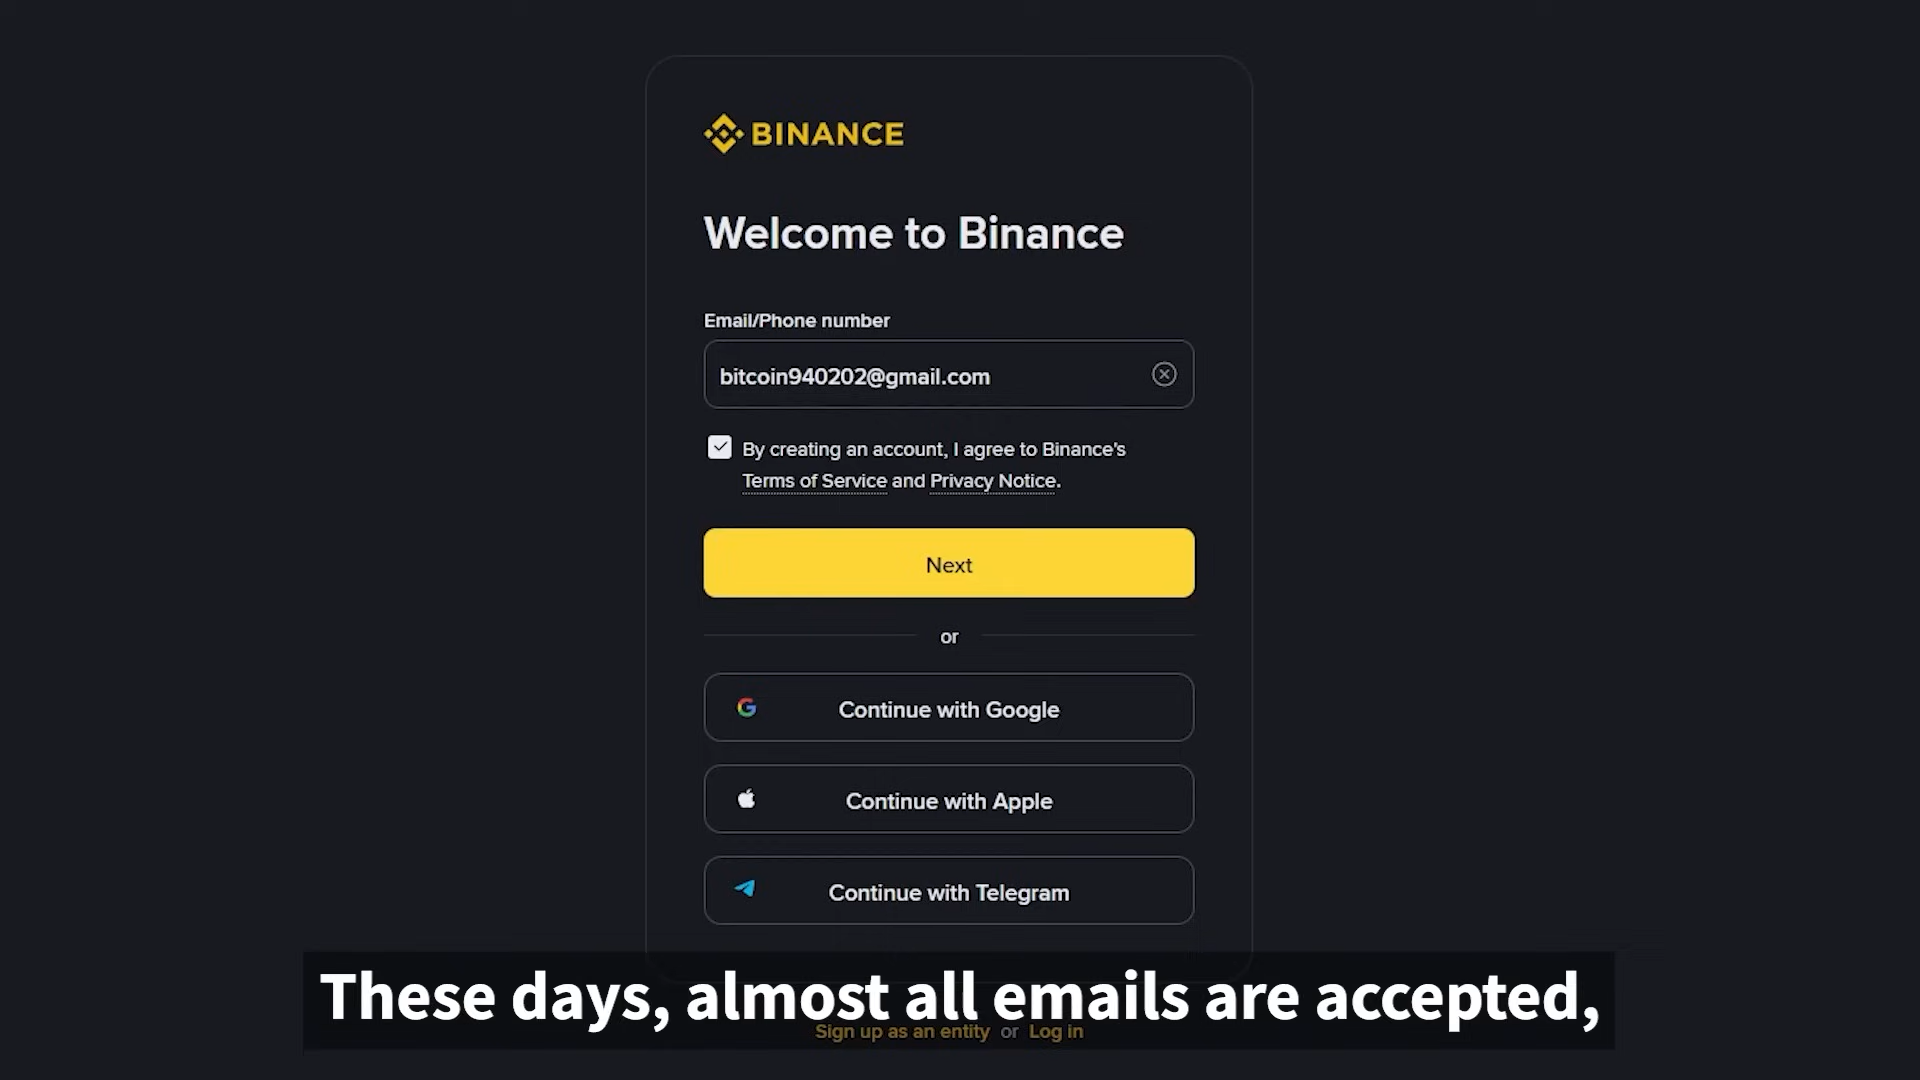 BINANCE
Welcome to Binance
Email/Phone number
bitcoin940202@gmail.com
By creating an account, I agree to Binance's
Terms of Service and Privacy Notice.
Next
or
Continue with Google
Continue with Apple
Continue with Telegram
These days, almost all emails are accepted,
Sign up as an entity or Log in